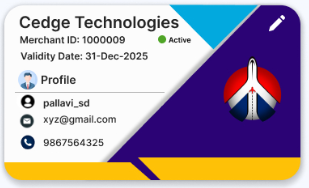 Cedge Technologies
Merchant ID: 1000009 Active
Validity Date: 31-Dec-2025
Profile
pallavi_sd
xyz@gmail.com
9867564325